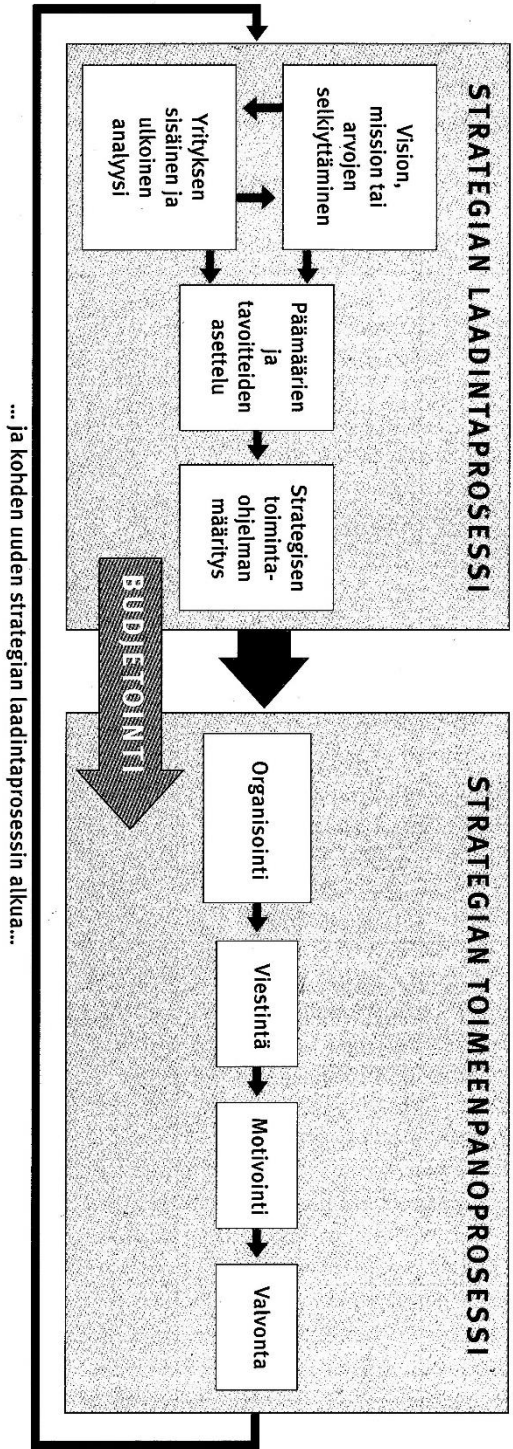 STRATEGIAN LAADINTAPROSESSI
Vision,
mission tai
arvojen
selkiyttäminen
Yrityksen
sisäinen ja
ulkoinen
analyysi
Päämäärien
ja
tavoitteiden
asettelu
Strategisen
toiminta-
ohjelman
määritys
BUDJETOINTI
STRATEGIAN TOIMEENPANOPROSESSI
Organisointi
Viestintä
Motivointi
Valvonta
... ja kohden uuden strategian laadintaprosessin alkua...